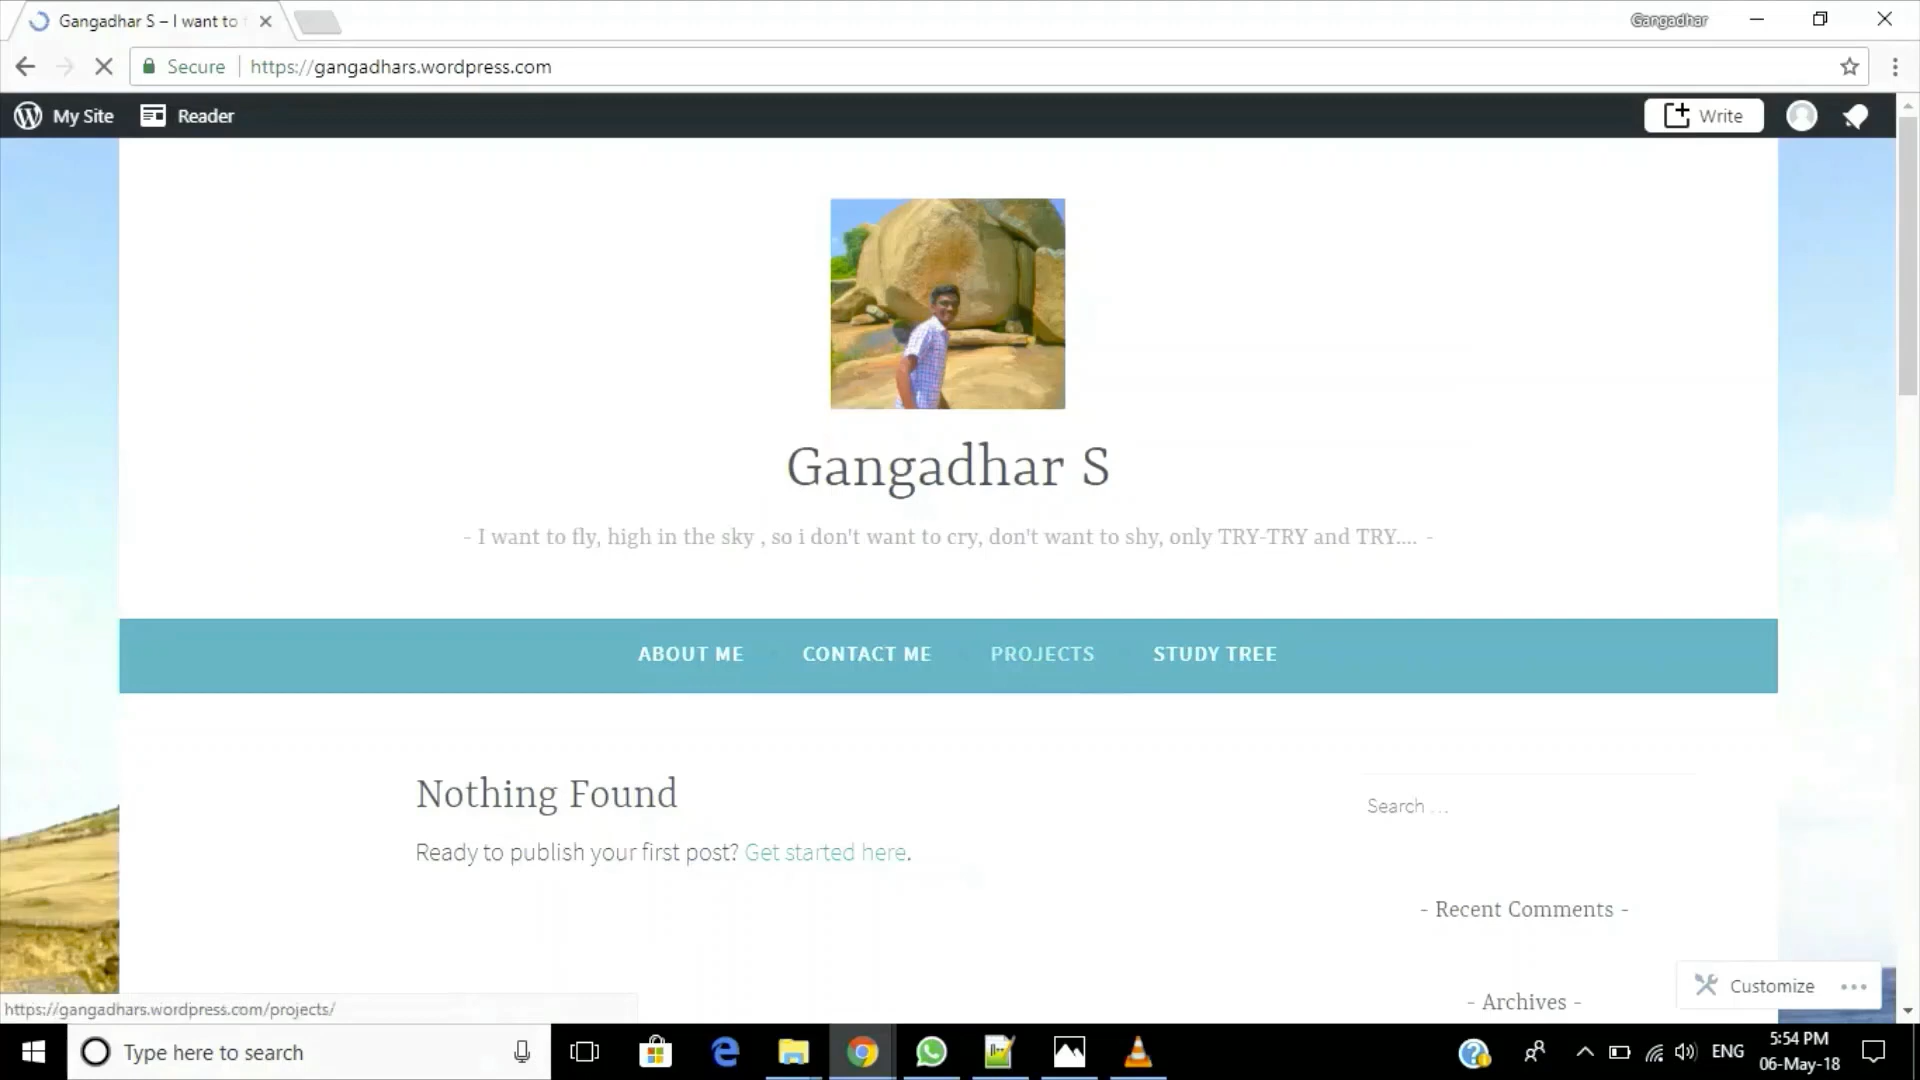 Gangadhar S – I want to
Gangadhar
Secure https://gangadhars.wordpress.com
My Site Reader Write
Gangadhar S
- I want to fly, high in the sky , so i don't want to cry, don't want to shy, only TRY-TRY and TRY.... -
ABOUT ME CONTACT ME PROJECTS STUDY TREE
Nothing Found
Search ...
Ready to publish your first post? Get started here.
- Recent Comments -
Customize
- Archives -
https://gangadhars.wordpress.com/projects/
Type here to search
ENG
5:54 PM
06-May-18